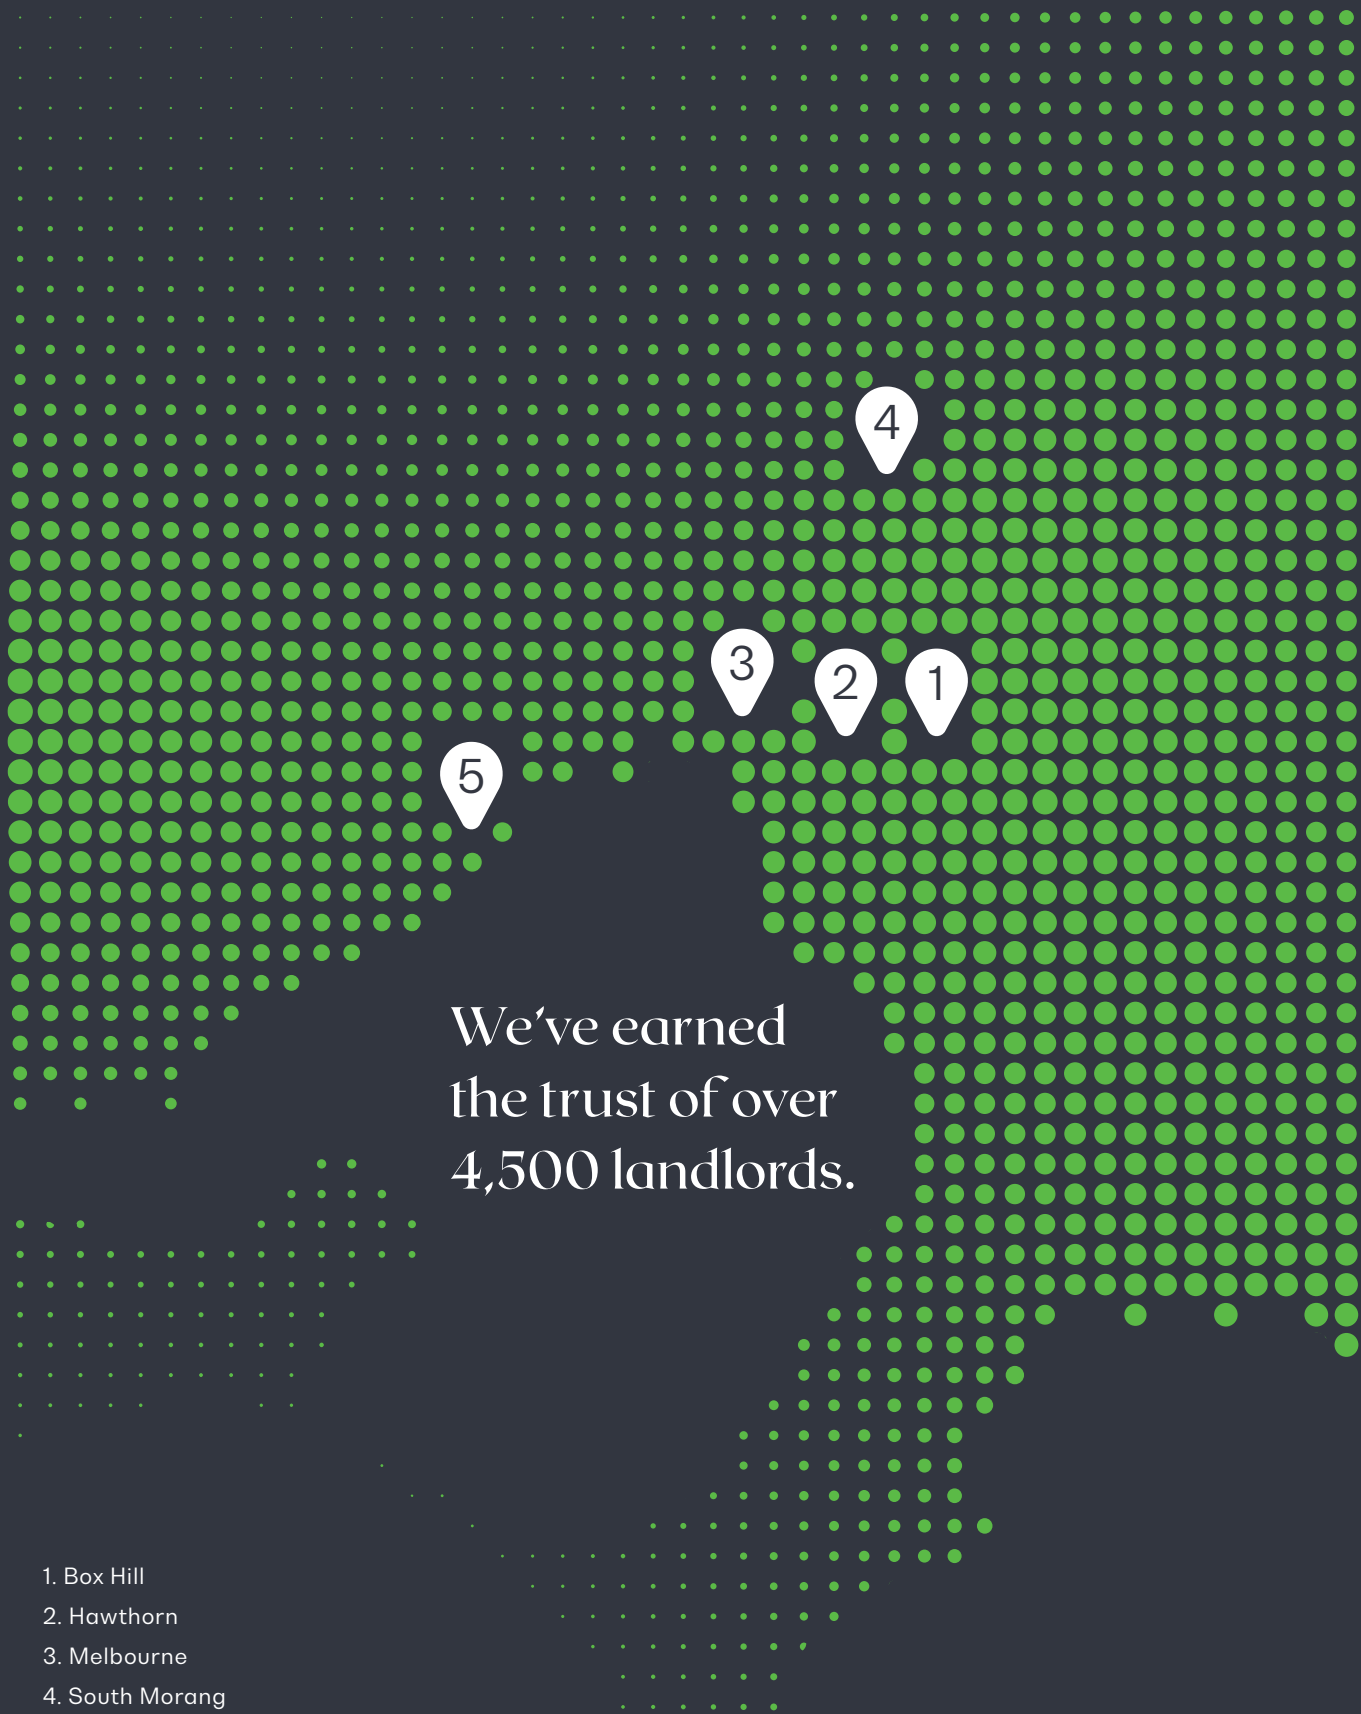 4
3
2
1
5
We've earned
the trust of over
4,500 landlords.
1. Box Hill
2. Hawthorn
3. Melbourne
4. South Morang